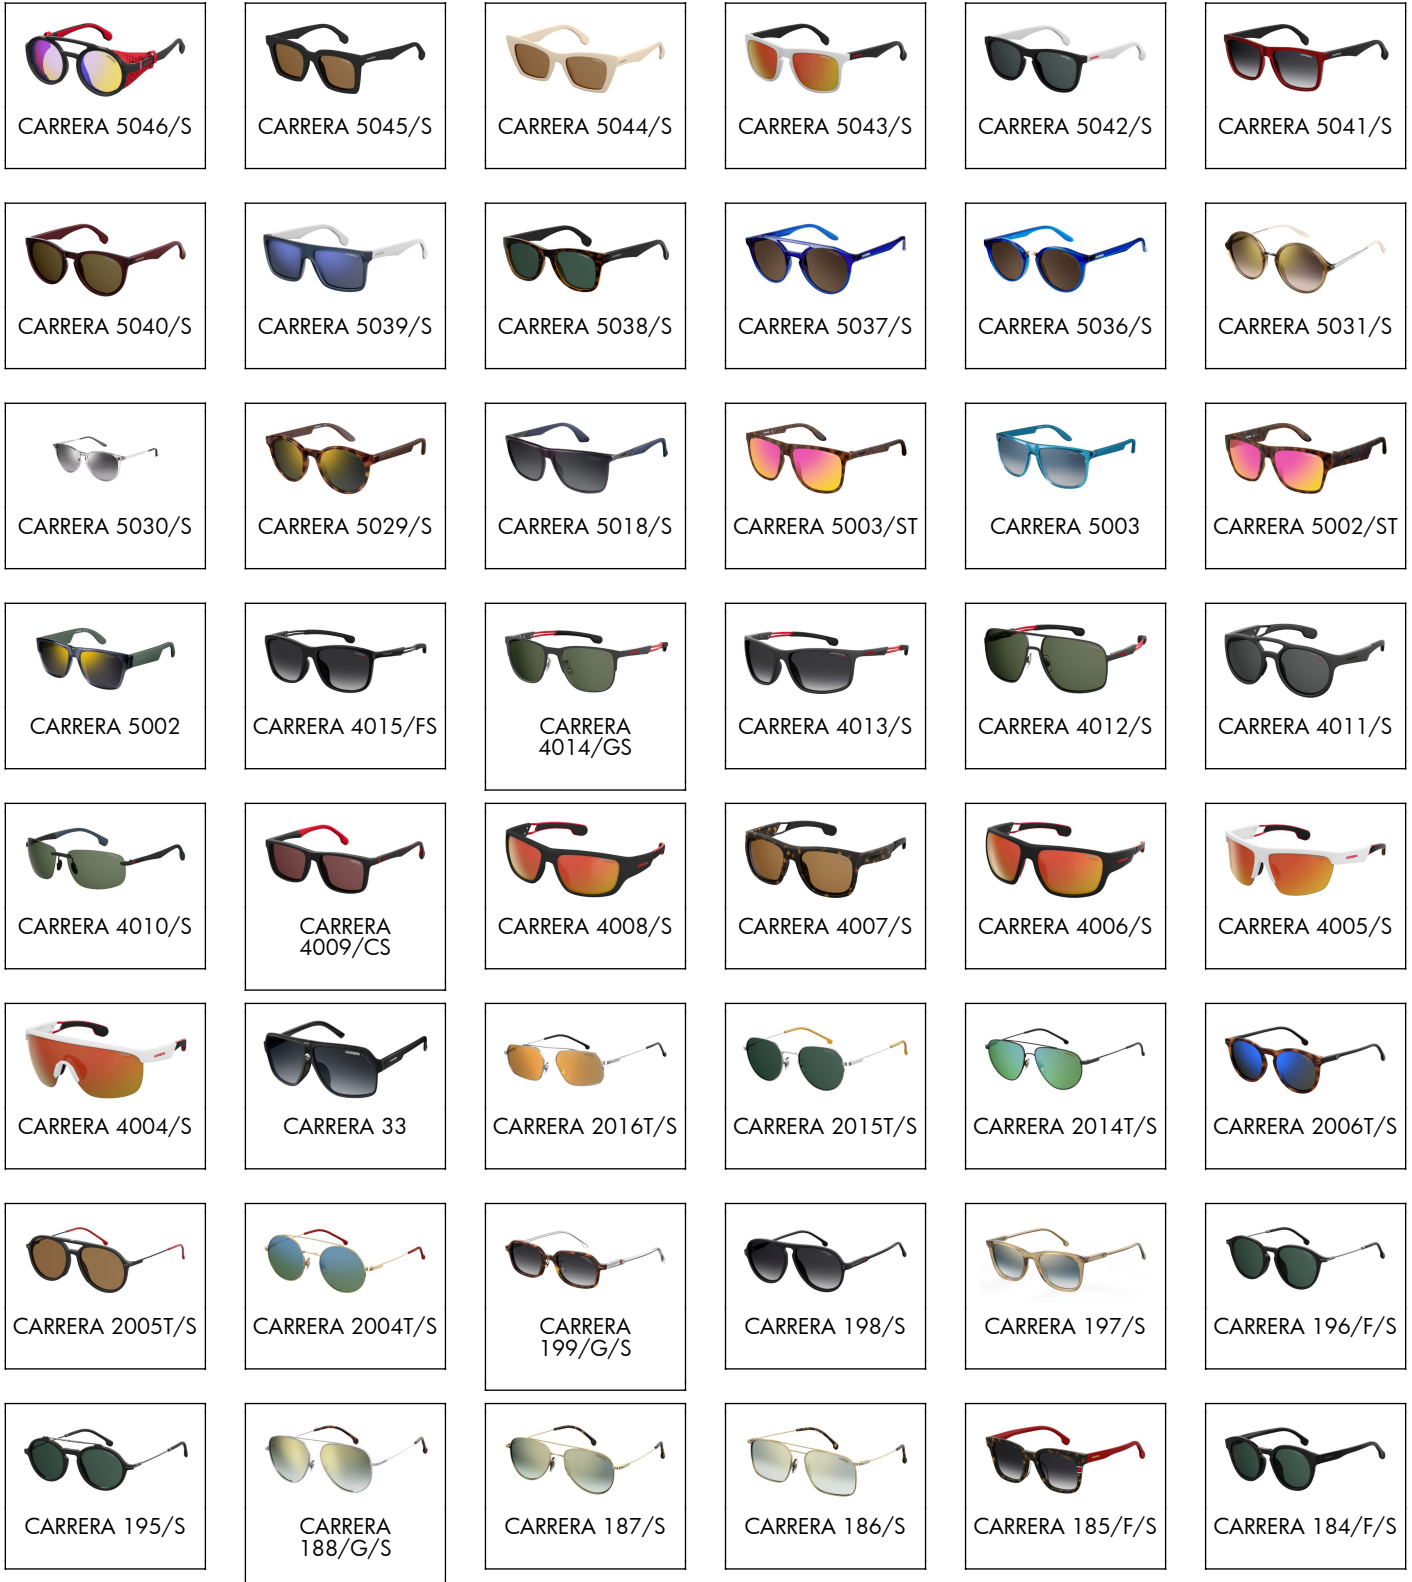 CARRERA 5046/S
CARRERA 5045/S
CARRERA 5044/S
CARRERA 5043/S
CARRERA 5042/S
CARRERA 5041/S
CARRERA 5040/S
CARRERA 5039/S
CARRERA 5038/S
CARRERA 5037/S
CARRERA 5036/S
CARRERA 5031/S
CARRERA 5030/S
CARRERA 5029/S
CARRERA 5018/S
CARRERA 5003/ST
CARRERA 5003
CARRERA 5002/ST
CARRERA 5002
CARRERA 4015/FS
CARRERA
4014/GS
CARRERA 4013/S
CARRERA 4012/S
CARRERA 4011/S
CARRERA 4010/S
CARRERA
4009/CS
CARRERA 4008/S
CARRERA 4007/S
CARRERA 4006/S
CARRERA 4005/S
CARRERA 4004/S
CARRERA 33
CARRERA 2016T/S
CARRERA 2015T/S
CARRERA 2014T/S
CARRERA 2006T/S
CARRERA 2005T/S
CARRERA 2004T/S
CARRERA
199/G/S
CARRERA 198/S
CARRERA 197/S
CARRERA 196/F/S
CARRERA 195/S
CARRERA
188/G/S
CARRERA 187/S
CARRERA 186/S
CARRERA 185/F/S
CARRERA 184/F/S